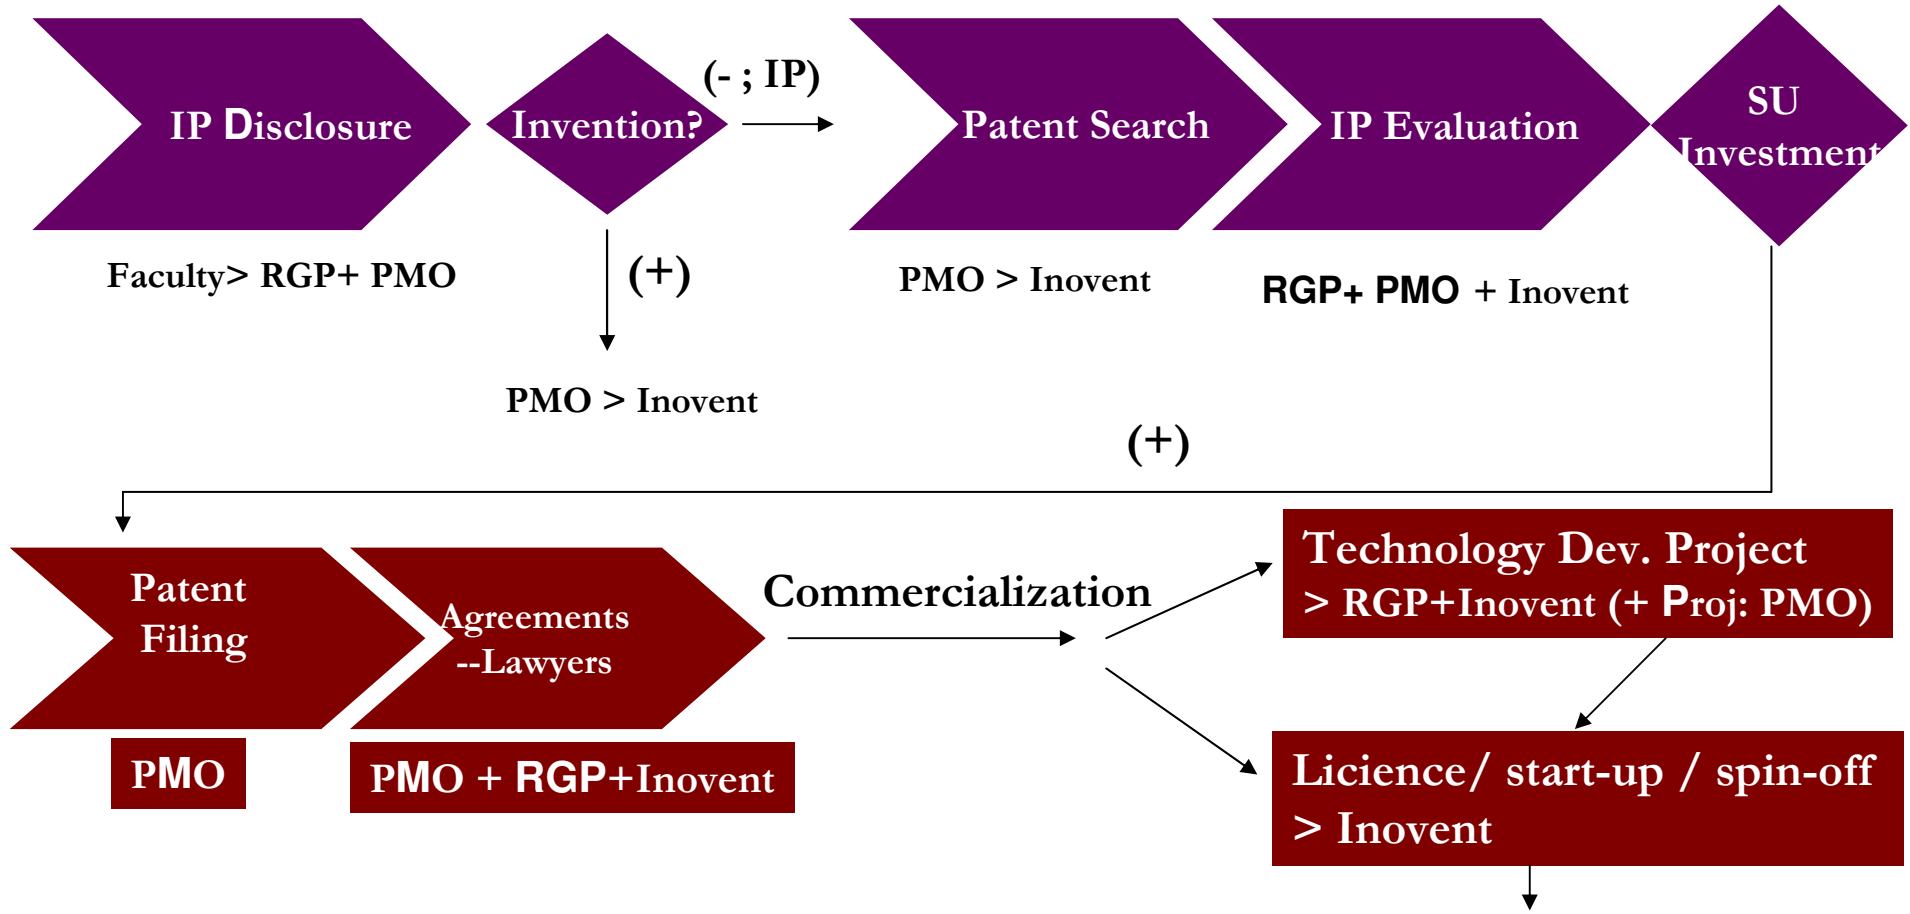 IP Disclosure
Invention?
(- ; IP)
Patent Search
IP Evaluation
SU
Investment
Faculty> RGP+ PMO
(+)
PMO > Inovent
RGP+ PMO + Inovent
PMO > Inovent
(+)
Patent
Filing
Agreements
--Lawyers
Commercialization
Technology Dev. Project
> RGP+Inovent (+ Proj: PMO)
PMO
PMO + RGP+Inovent
Licience/ start-up / spin-off
> Inovent